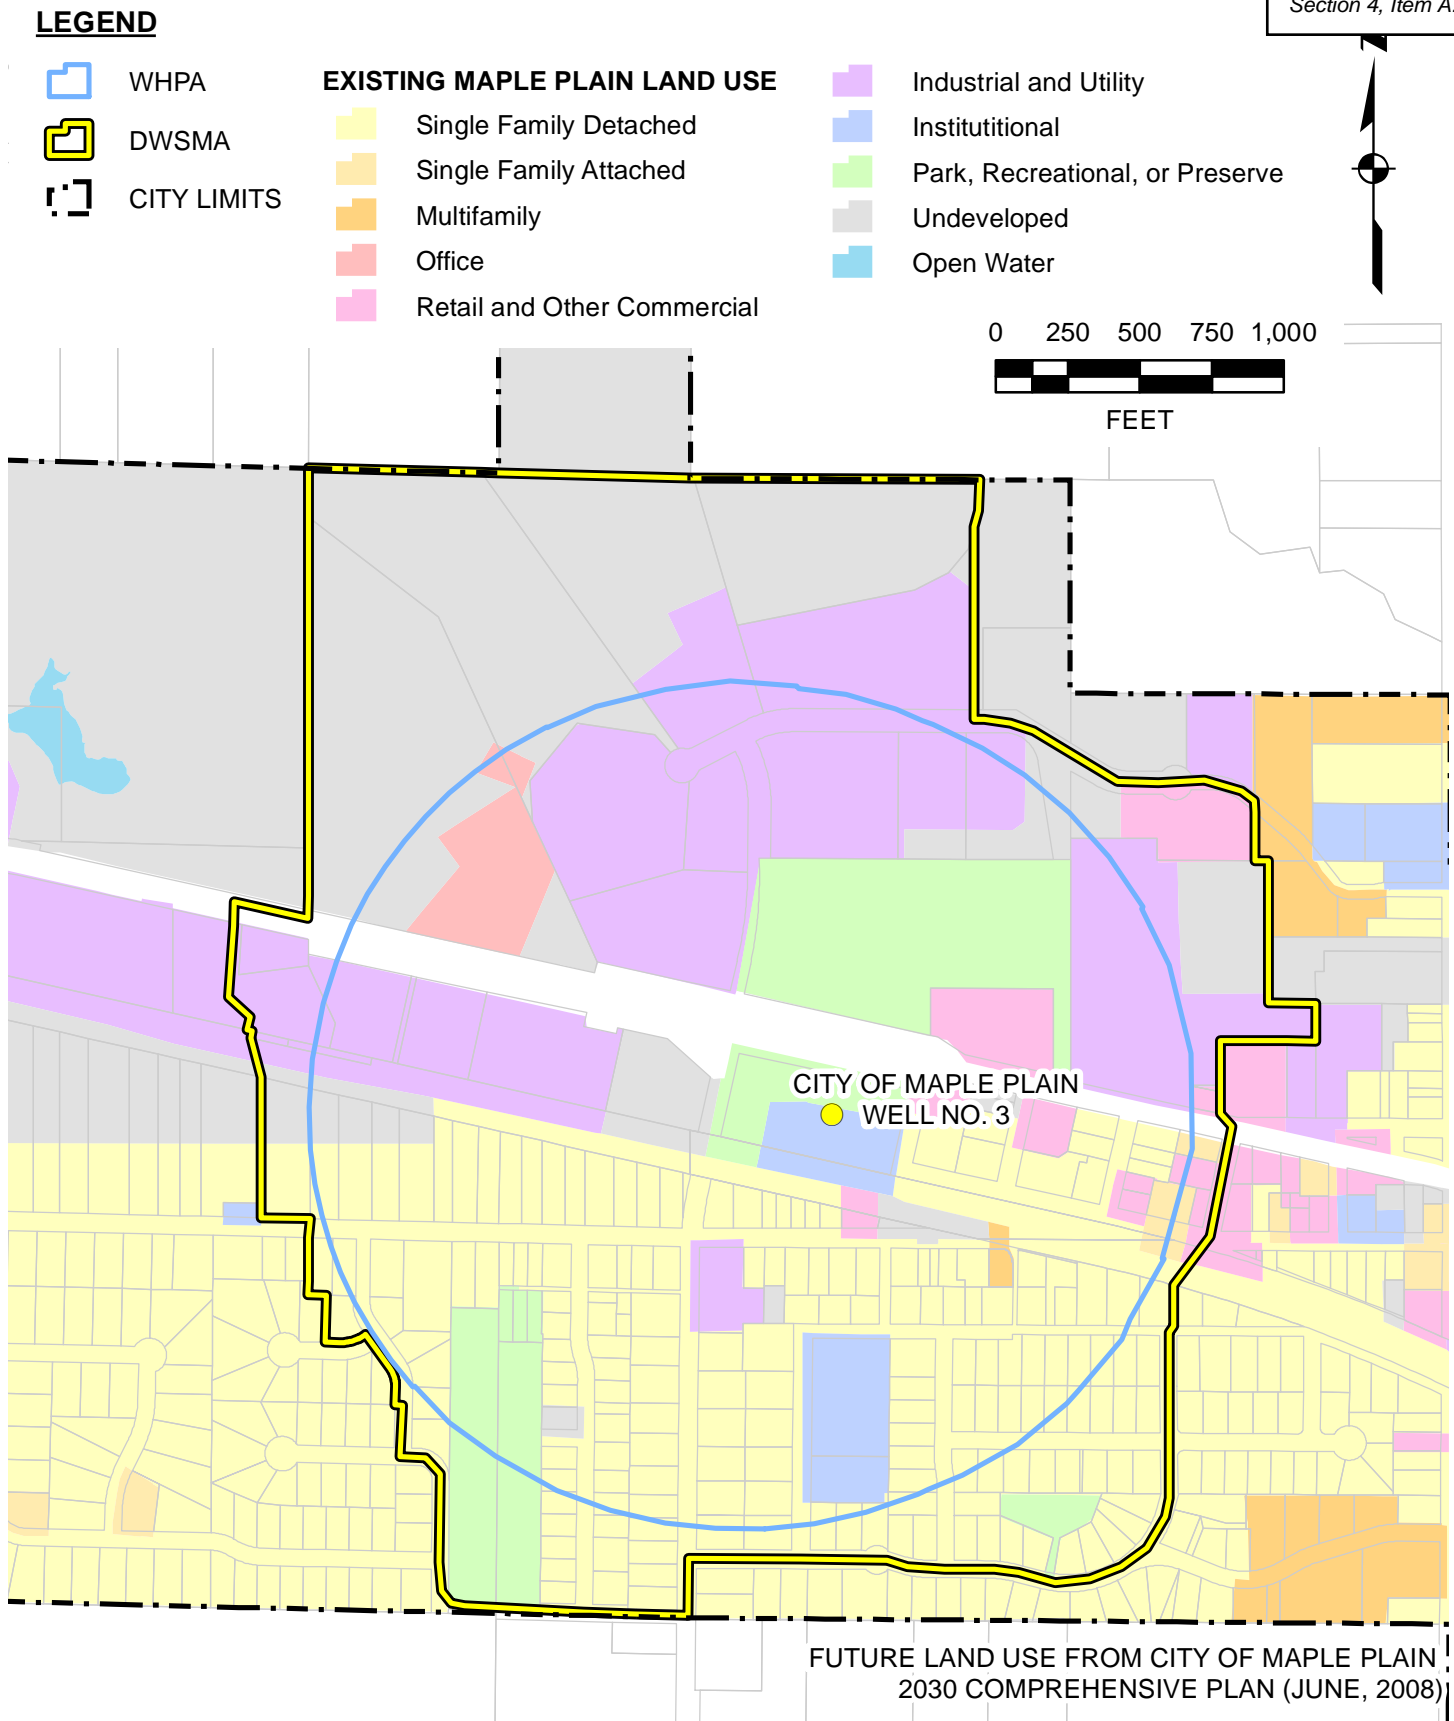 Section 4, Item A.
LEGEND
WHPA
DWSMA
CITY LIMITS
EXISTING MAPLE PLAIN LAND USE
Single Family Detached
Single Family Attached
Multifamily
Office
Retail and Other Commercial
Industrial and Utility
Institutitional
Park, Recreational, or Preserve
Undeveloped
Open Water
0 250 500 750 1,000
FEET
CITY OF MAPLE PLAIN
WELL NO. 3
FUTURE LAND USE FROM CITY OF MAPLE PLAIN
2030 COMPREHENSIVE PLAN (JUNE, 2008)